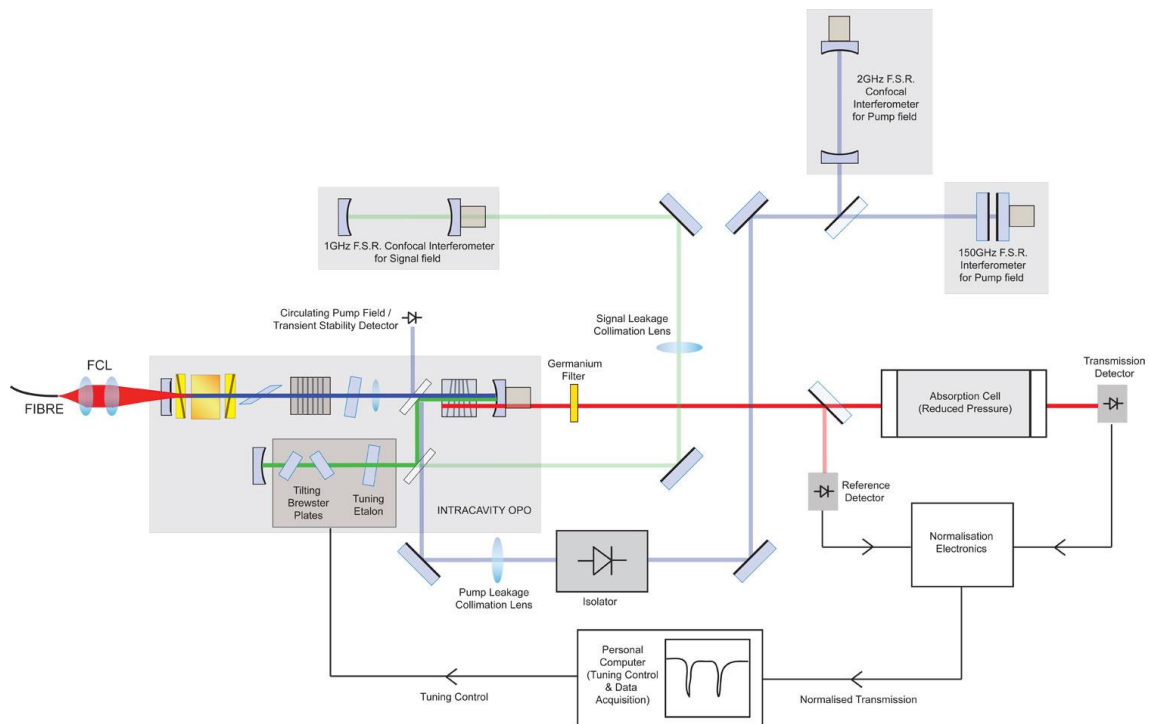 2GHz F.S.R.
Confocal
Interferometer
for Pump field
1GHz F.S.R. Confocal Interferometer
for Signal field
150GHz F.S.R.
Interferometer
for Pump field
Circulating Pump Field /
Transient Stability Detector
Signal Leakage
Collimation Lens
FCL
FIBRE
Germanium
Filter
Absorption Cell
(Reduced Pressure)
Transmission
Detector
Tilting
Brewster
Plates
Tuning
Etalon
INTRACAVITY OPO
Reference
Detector
Normalisation
Electronics
Pump Leakage
Collimation Lens
Isolator
Personal
Computer
(Tuning Control
& Data
Acquisition)
Tuning Control
Normalised Transmission